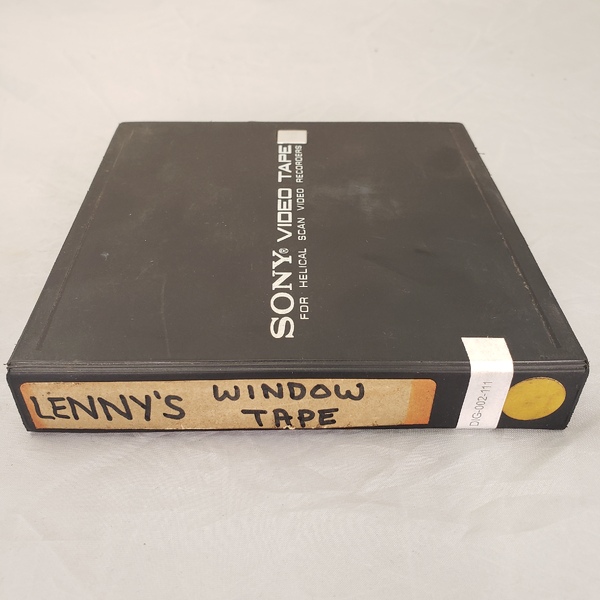 SONY® VIDEO TAPE
FOR HELICAL SCAN VIDEO RECORDERS
LENNY'S WINDOW
TAPE
DIG-002-111